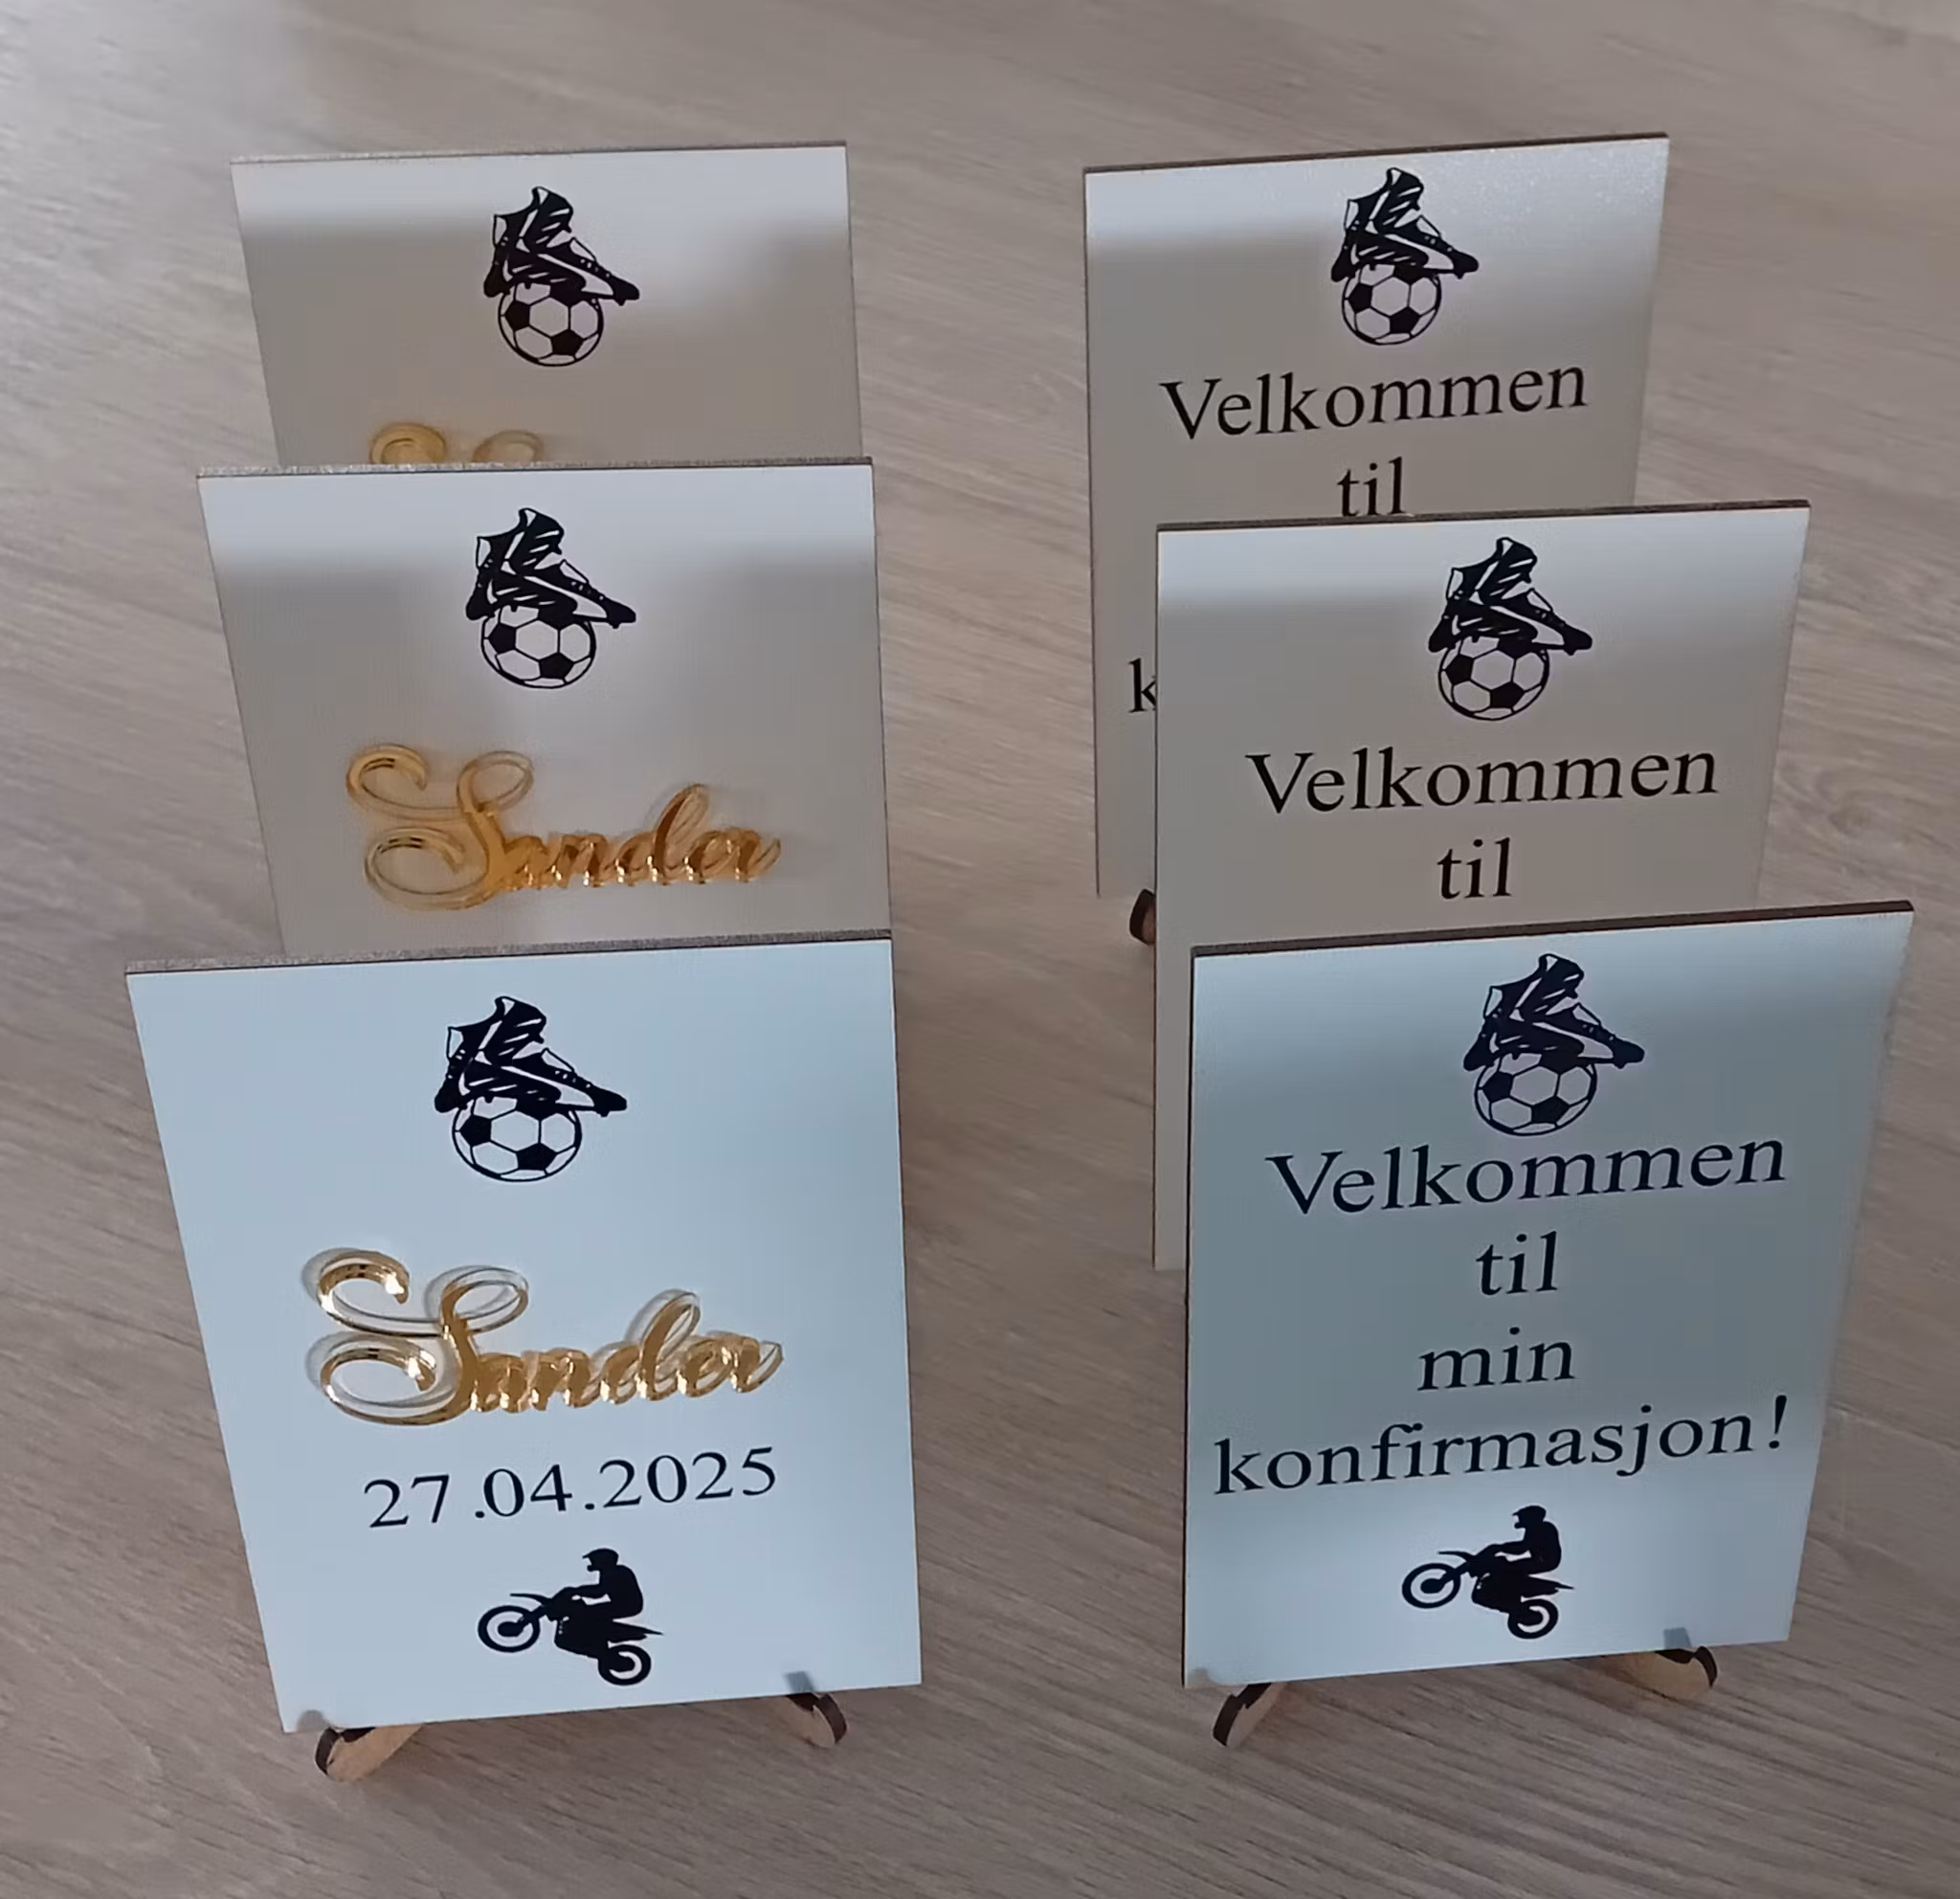 Sander
Sander
27.04.2025
Velkommen
til
k
Velkommen
til
Velkommen
til
min
konfirmasjon!